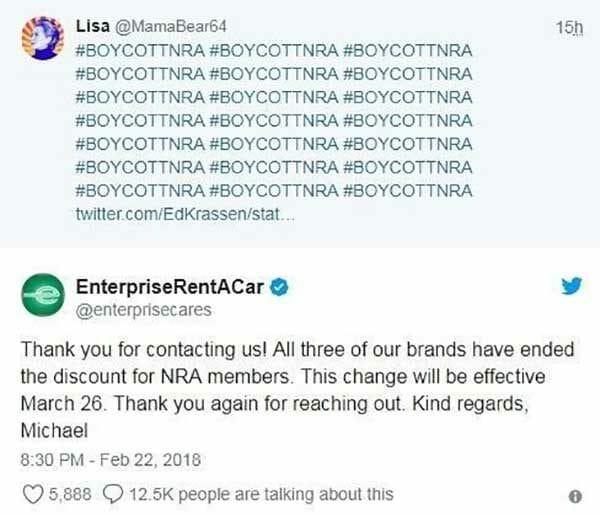 Lisa @MamaBear64 15h
#BOYCOTTNRA #BOYCOTTNRA #BOYCOTTNRA
#BOYCOTTNRA #BOYCOTTNRA #BOYCOTTNRA
#BOYCOTTNRA #BOYCOTTNRA #BOYCOTTNRA
#BOYCOTTNRA #BOYCOTTNRA #BOYCOTTNRA
#BOYCOTTNRA #BOYCOTTNRA #BOYCOTTNRA
#BOYCOTTNRA #BOYCOTTNRA #BOYCOTTNRA
#BOYCOTTNRA #BOYCOTTNRA #BOYCOTTNRA
twitter.com/EdKrassen/stat...
EnterpriseRentACar
@enterprisecares
Thank you for contacting us! All three of our brands have ended
the discount for NRA members. This change will be effective
March 26. Thank you again for reaching out. Kind regards,
Michael
8:30 PM - Feb 22, 2018
5,888 12.5K people are talking about this